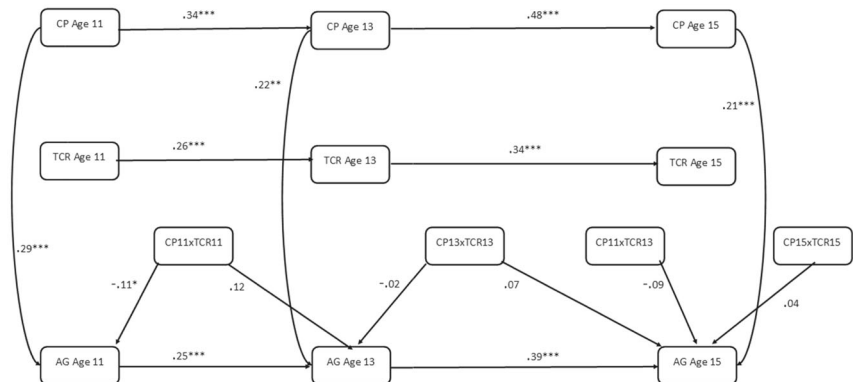 .34***
.48***
CP Age 11
CP Age 13
CP Age 15
.22**
.21***
.26***
.34***
TCR Age 11
TCR Age 13
TCR Age 15
CP11xTCR11
CP13xTCR13
CP11xTCR13
CP15xTCR15
.29***
-.11*
.12
-.02
.07
-.09
.04
.25***
.39***
AG Age 11
AG Age 13
AG Age 15